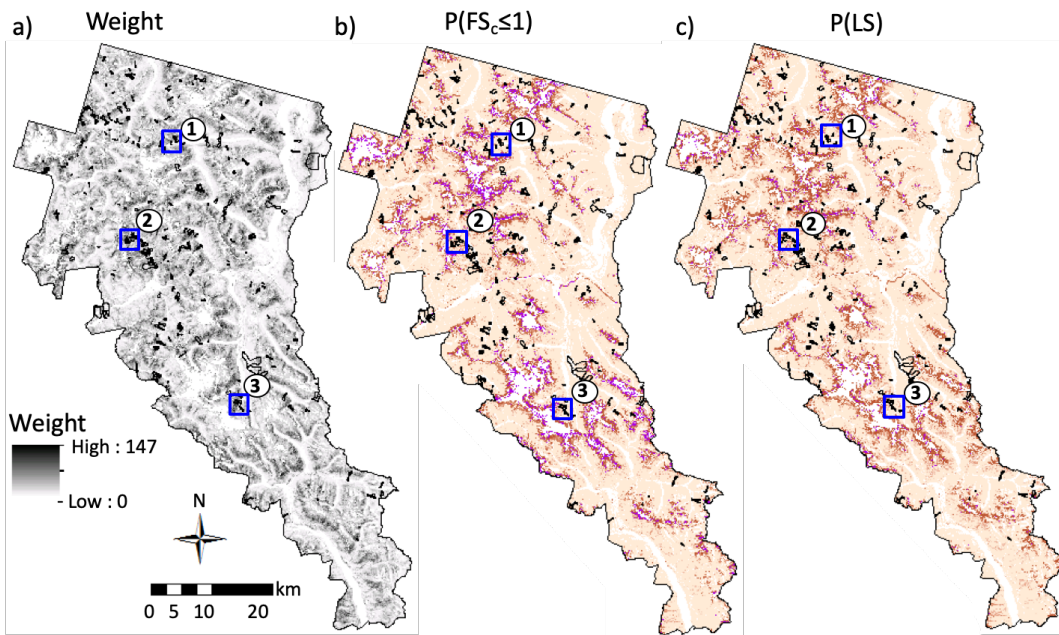 a) Weight b) P(FSc≤1) c) P(LS)
1 1 1
2 2 2
3 3 3
Weight
High : 147
Low : 0
N
km
0 5 10 20